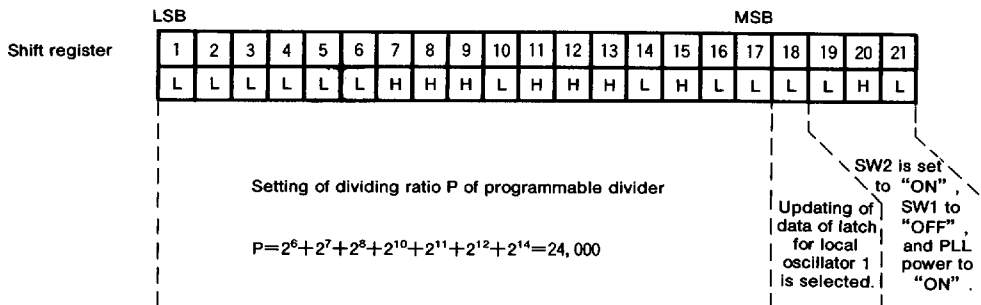 LSB MSB
Shift register 1 2 3 4 5 6 7 8 9 10 11 12 13 14 15 16 17 18 19 20 21
L L L L L L H H H L H H H L H L L L L H L
Setting of dividing ratio P of programmable divider
P=2⁶+2⁷+2⁸+2¹⁰+2¹¹+2¹²+2¹⁴=24,000
Updating of
data of latch
for local
oscillator 1
is selected.
SW2 is set
to "ON",
SW1 to
"OFF",
and PLL
power to
"ON".